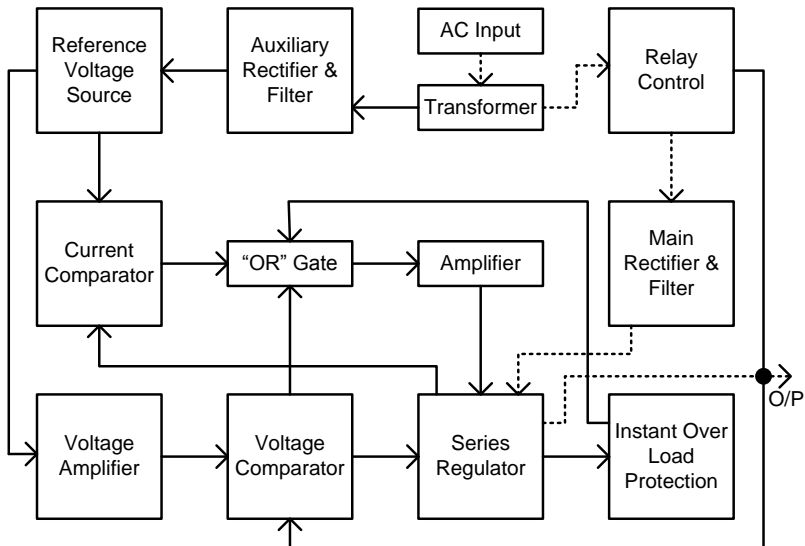 Reference
Voltage
Source
Auxiliary
Rectifier &
Filter
AC Input
Transformer
Relay
Control
Current
Comparator
“OR” Gate
Amplifier
Main
Rectifier &
Filter
O/P
Voltage
Amplifier
Voltage
Comparator
Series
Regulator
Instant Over
Load
Protection